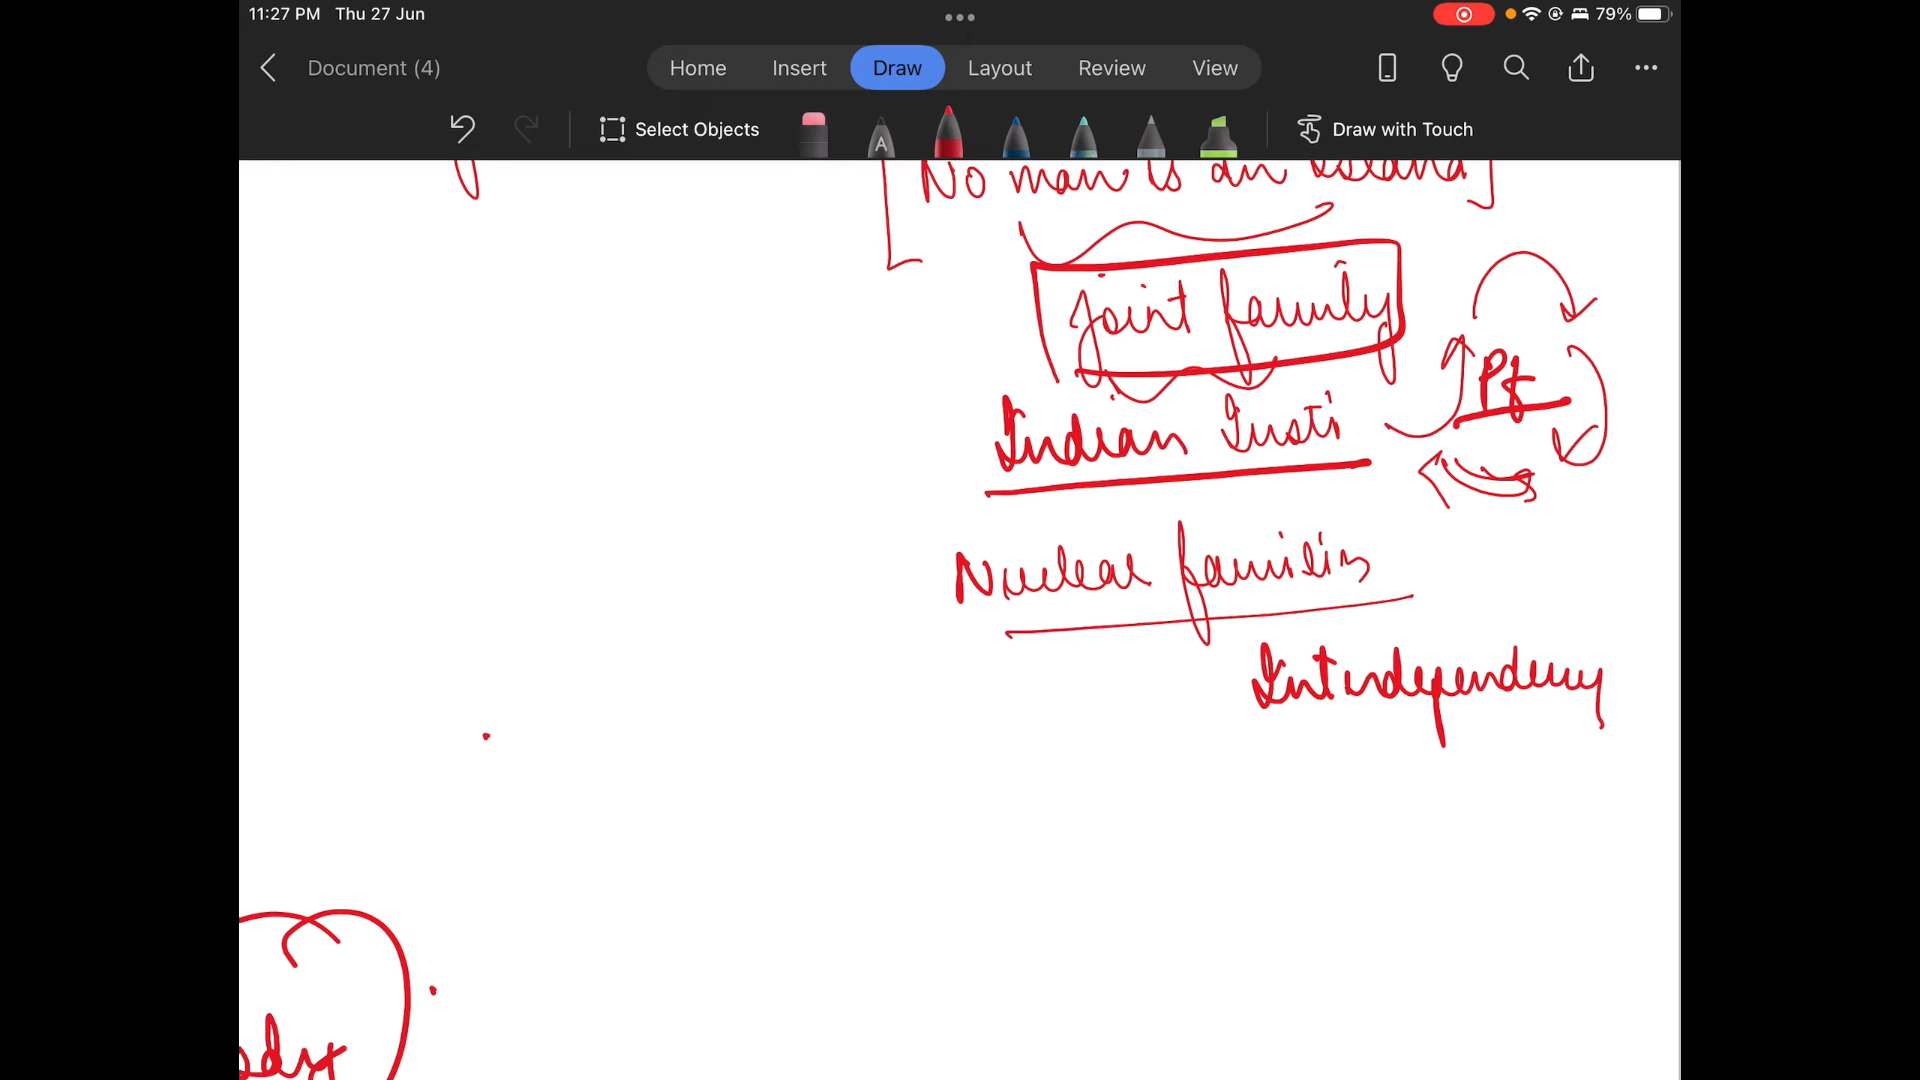 11:27 PM Thu 27 Jun
79%
Document (4)
Home Insert Draw Layout Review View
Select Objects
A
Draw with Touch
[No man is an island]
Joint family
Pf
Indian Insti
Nuclear families
Interdependency